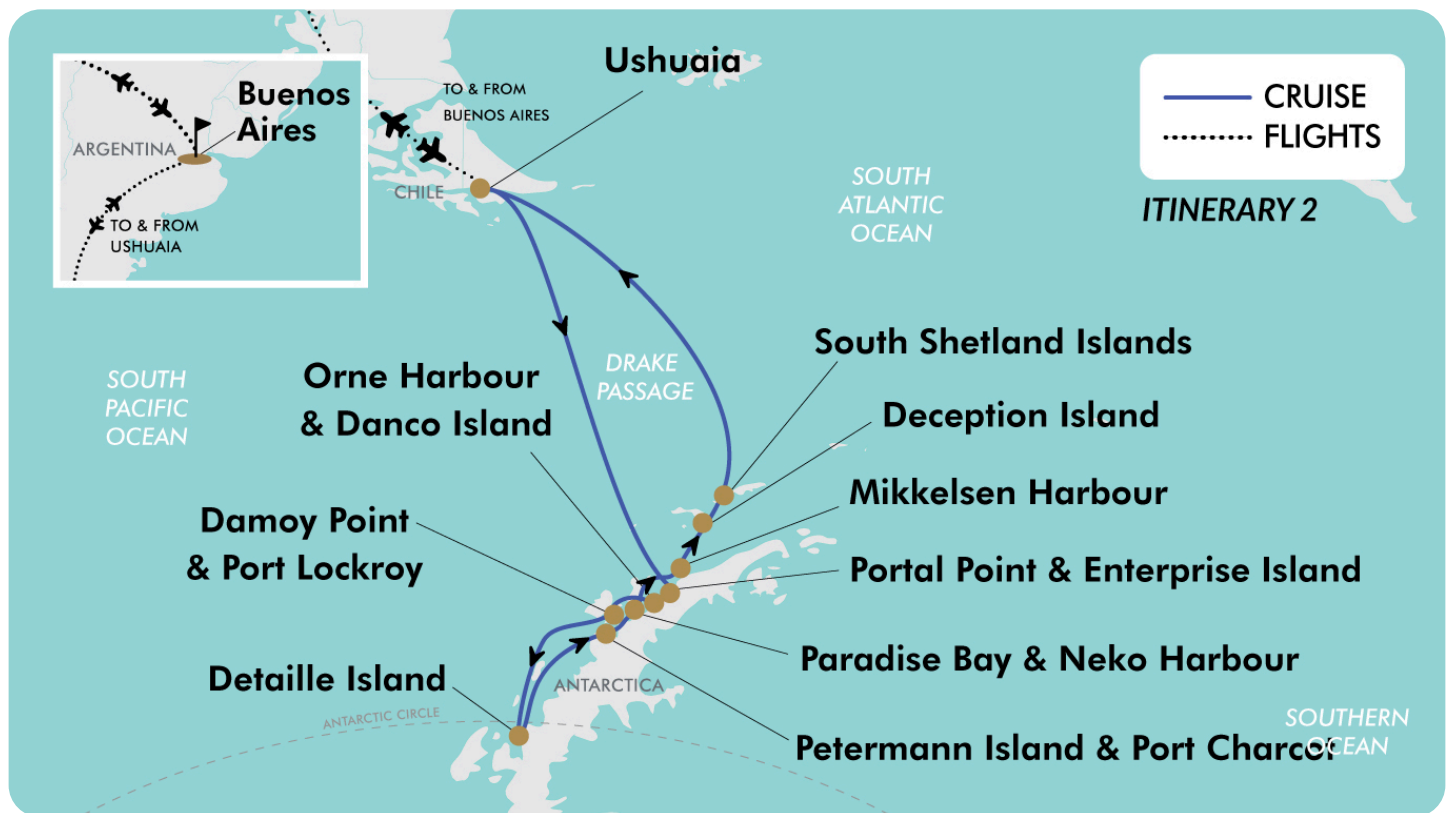 Ushuaia
TO & FROM
BUENOS AIRES
Buenos
Aires
ARGENTINA
TO & FROM
USHUAIA
CHILE
CRUISE
FLIGHTS
ITINERARY 2
SOUTH
ATLANTIC
OCEAN
SOUTH
PACIFIC
OCEAN
DRAKE
PASSAGE
South Shetland Islands
Orne Harbour
& Danco Island
Deception Island
Mikkelsen Harbour
Damoy Point
& Port Lockroy
Portal Point & Enterprise Island
Paradise Bay & Neko Harbour
Detaille Island
ANTARCTICA
ANTARCTIC CIRCLE
Petermann Island & Port Charcot
SOUTHERN
OCEAN